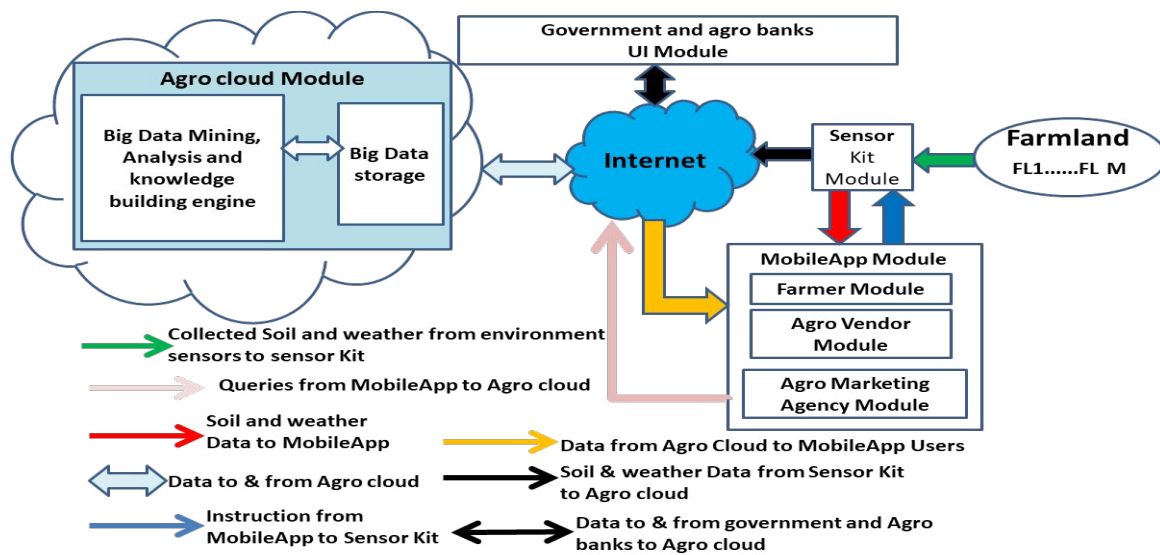 Government and agro banks
UI Module
Agro cloud Module
Big Data Mining,
Analysis and
knowledge
building engine
Big Data
storage
Internet
Sensor
Kit
Module
Farmland
FL1......FL M
MobileApp Module
Farmer Module
Agro Vendor
Module
Agro Marketing
Agency Module
Collected Soil and weather from environment
sensors to sensor Kit
Queries from MobileApp to Agro cloud
Soil and weather
Data to MobileApp
Data from Agro Cloud to MobileApp Users
Data to & from Agro cloud
Soil & weather Data from Sensor Kit
to Agro cloud
Instruction from
MobileApp to Sensor Kit
Data to & from government and Agro
banks to Agro cloud